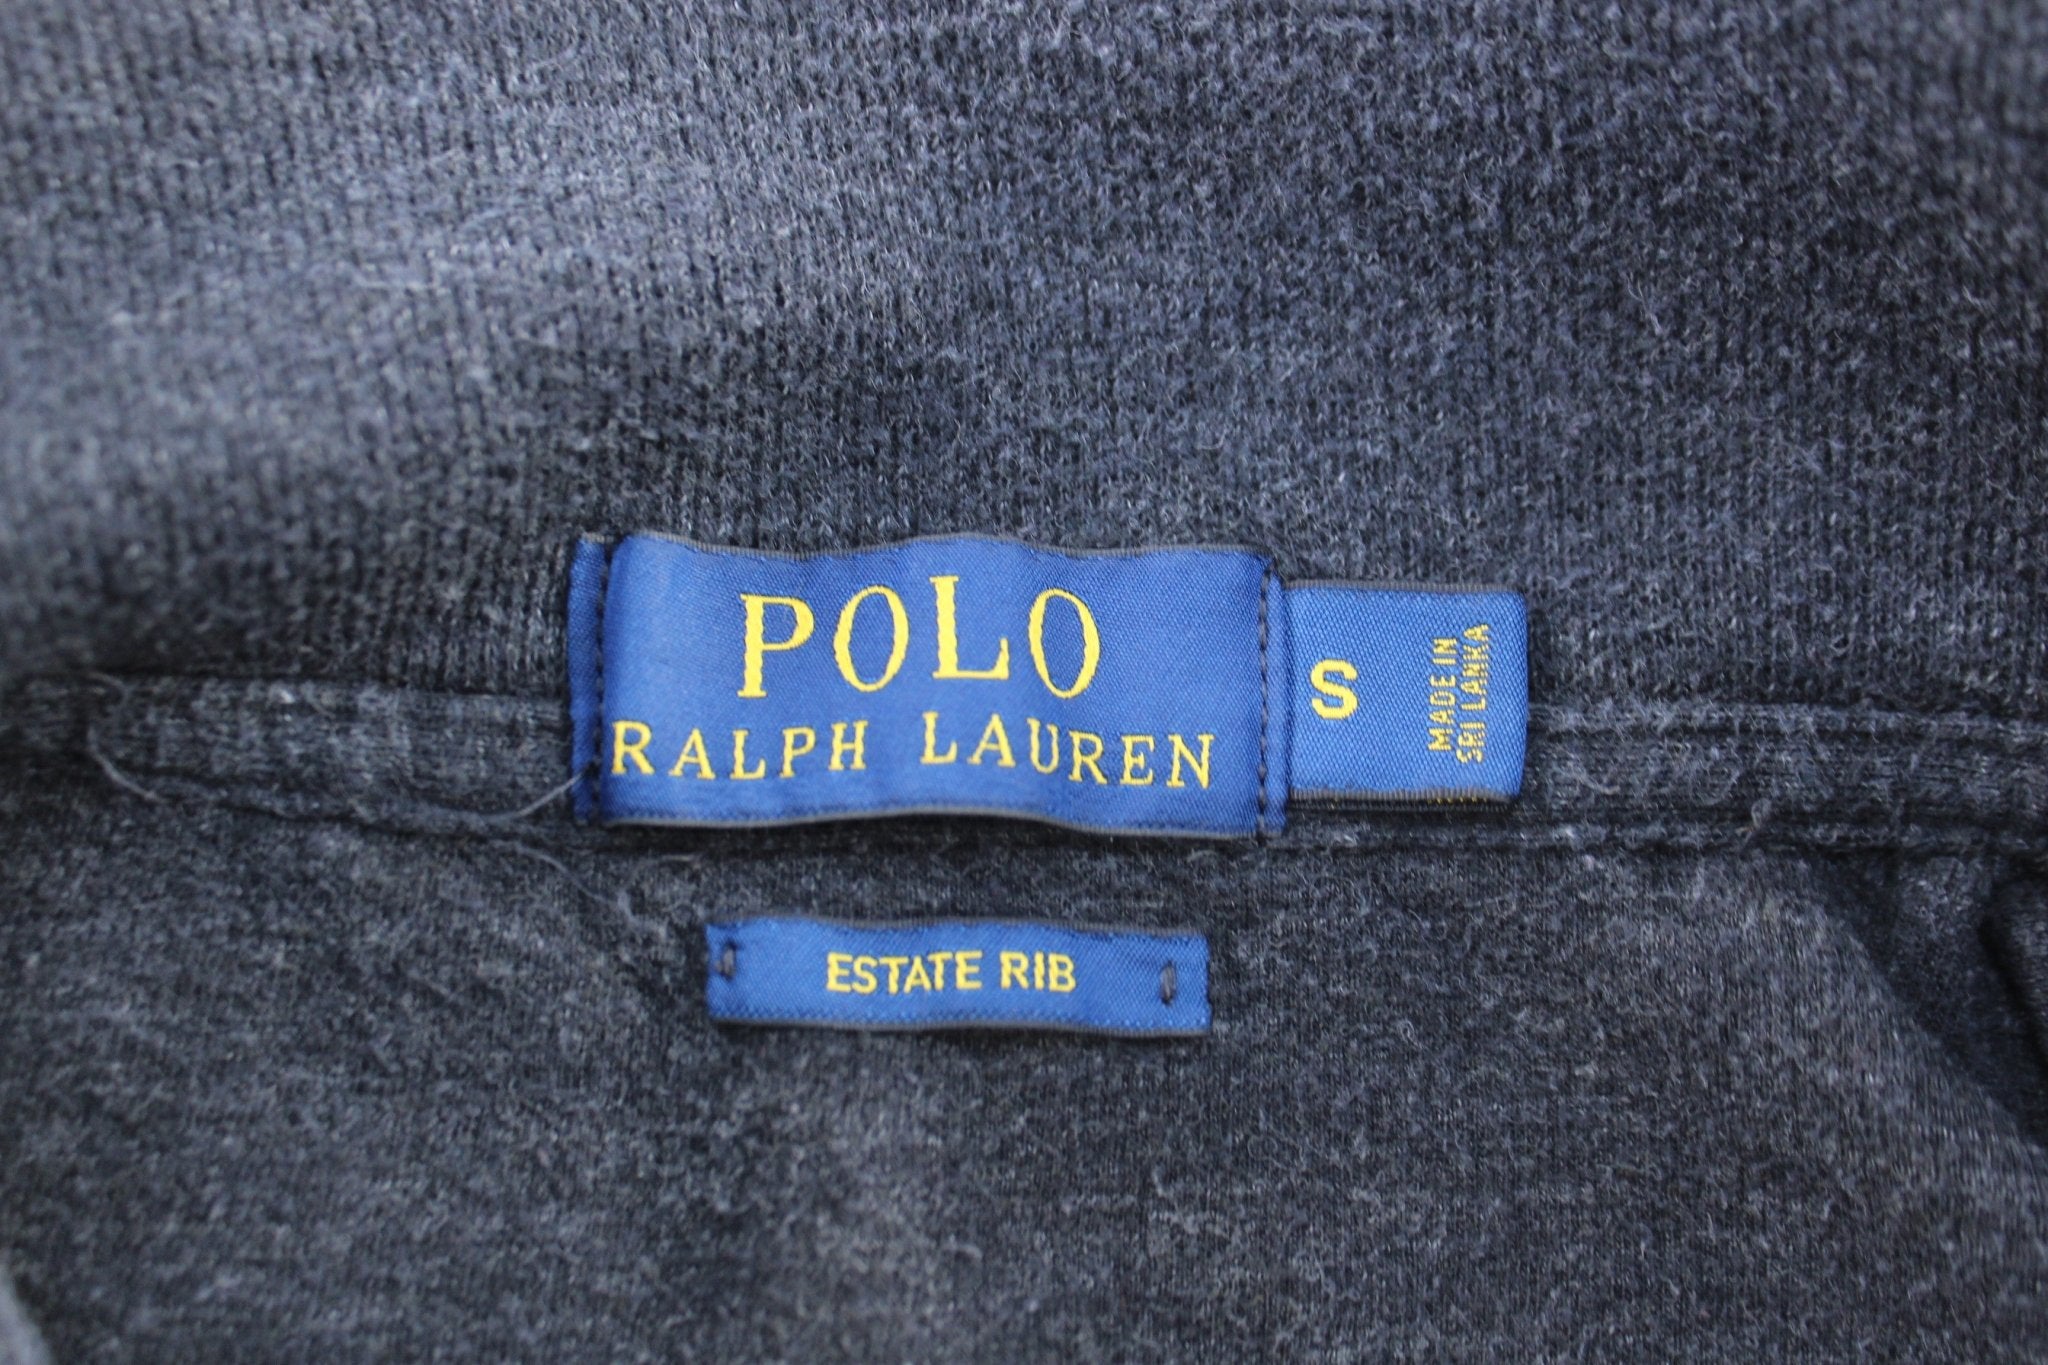 POLO
RALPH LAUREN
S
MADE IN
SRI LANKA
ESTATE RIB